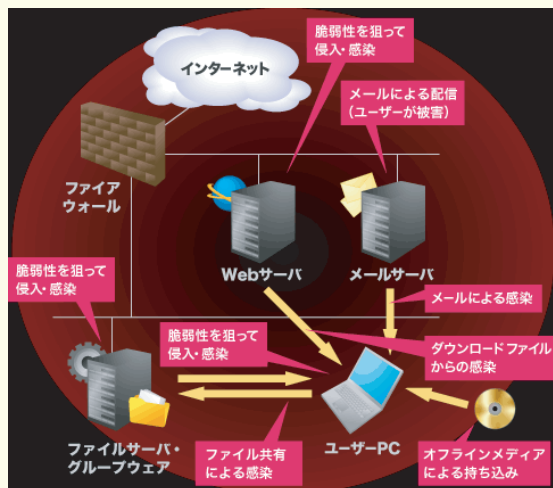 脆弱性を狙って
侵入・感染
インターネット
メールによる配信
(ユーザーが被害)
ファイア
ウォール
Webサーバ
メールサーバ
脆弱性を狙って
侵入・感染
メールによる感染
脆弱性を狙って
侵入・感染
ダウンロードファイル
からの感染
ファイルサーバ・
グループウェア
ファイル共有
による感染
ユーザーPC
オフラインメディア
による持ち込み